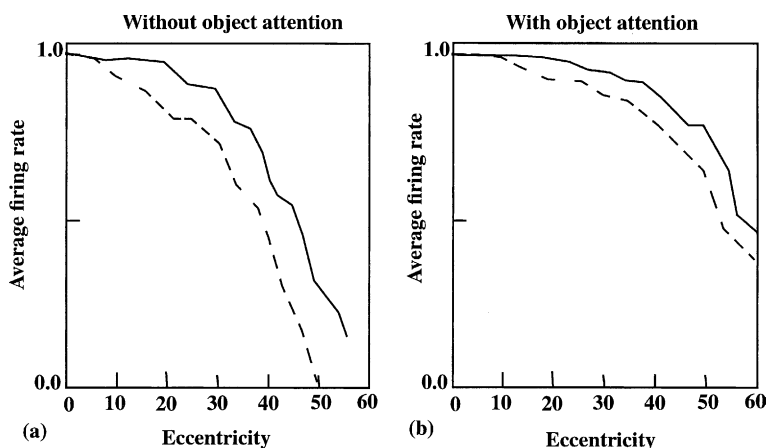 Without object attention
1.0
Average firing rate
0.0
0 10 20 30 40 50 60
(a)
Eccentricity
With object attention
1.0
Average firing rate
0.0
0 10 20 30 40 50 60
(b)
Eccentricity